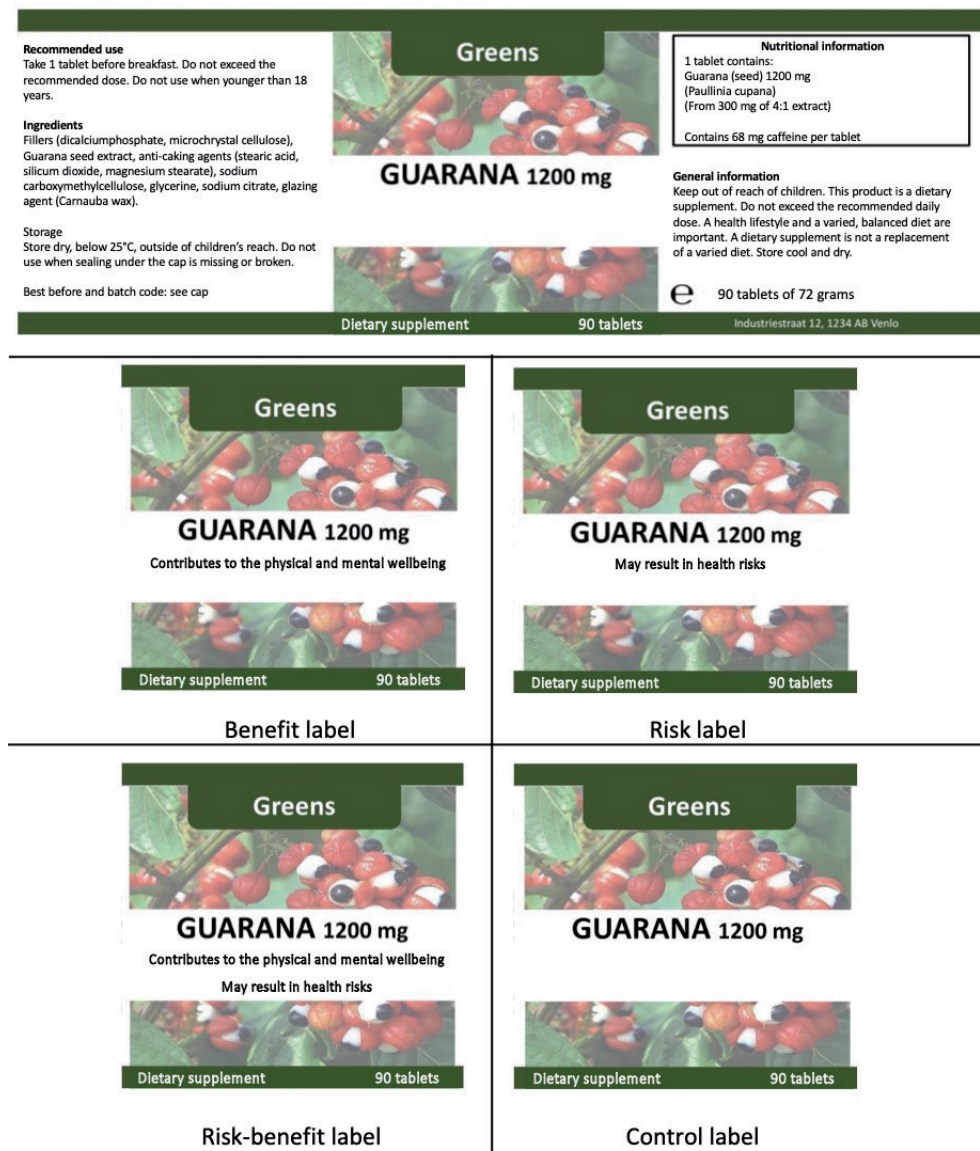 Recommended use
Take 1 tablet before breakfast. Do not exceed the
recommended dose. Do not use when younger than 18
years.
Ingredients
Fillers (dicalciumphosphate, microchrystal cellulose),
Guarana seed extract, anti-caking agents (stearic acid,
silicum dioxide, magnesium stearate), sodium
carboxymethylcellulose, glycerine, sodium citrate, glazing
agent (Carnauba wax).
Storage
Store dry, below 25°C, outside of children's reach. Do not
use when sealing under the cap is missing or broken.
Best before and batch code: see cap
Greens
GUARANA 1200 mg
Dietary supplement 90 tablets
Nutritional information
1 tablet contains:
Guarana (seed) 1200 mg
(Paullinia cupana)
(From 300 mg of 4:1 extract)
Contains 68 mg caffeine per tablet
General information
Keep out of reach of children. This product is a dietary
supplement. Do not exceed the recommended daily
dose. A health lifestyle and a varied, balanced diet are
important. A dietary supplement is not a replacement
of a varied diet. Store cool and dry.
℮ 90 tablets of 72 grams
Industriestraat 12, 1234 AB Venlo
Greens
GUARANA 1200 mg
Contributes to the physical and mental wellbeing
Dietary supplement 90 tablets
Benefit label
Greens
GUARANA 1200 mg
May result in health risks
Dietary supplement 90 tablets
Risk label
Greens
GUARANA 1200 mg
Contributes to the physical and mental wellbeing
May result in health risks
Dietary supplement 90 tablets
Risk-benefit label
Greens
GUARANA 1200 mg
Dietary supplement 90 tablets
Control label